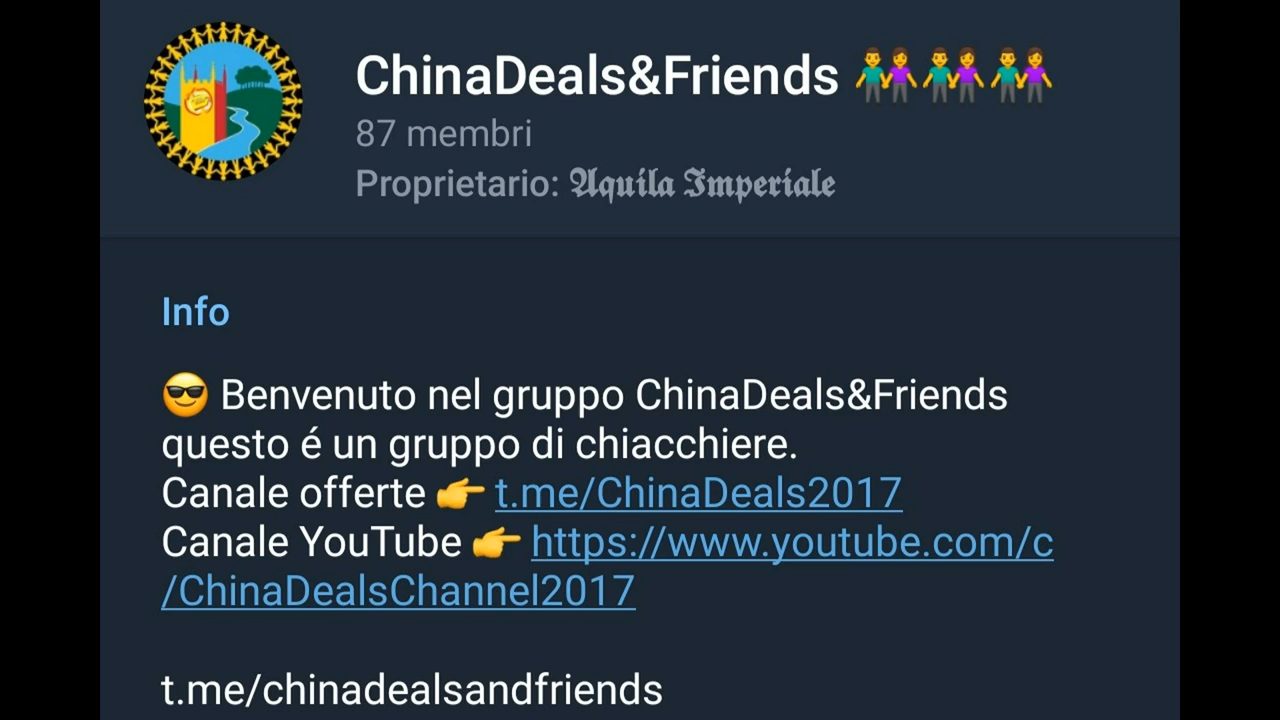 ChinaDeals&Friends 👫👫👫
87 membri
Proprietario: 𝕬𝖖𝖚𝖎𝖑𝖆 𝕴𝖒𝖕𝖊𝖗𝖎𝖆𝖑𝖊
Info
😎 Benvenuto nel gruppo ChinaDeals&Friends
questo é un gruppo di chiacchiere.
Canale offerte 👉 t.me/ChinaDeals2017
Canale YouTube 👉 https://www.youtube.com/c
/ChinaDealsChannel2017
t.me/chinadealsandfriends